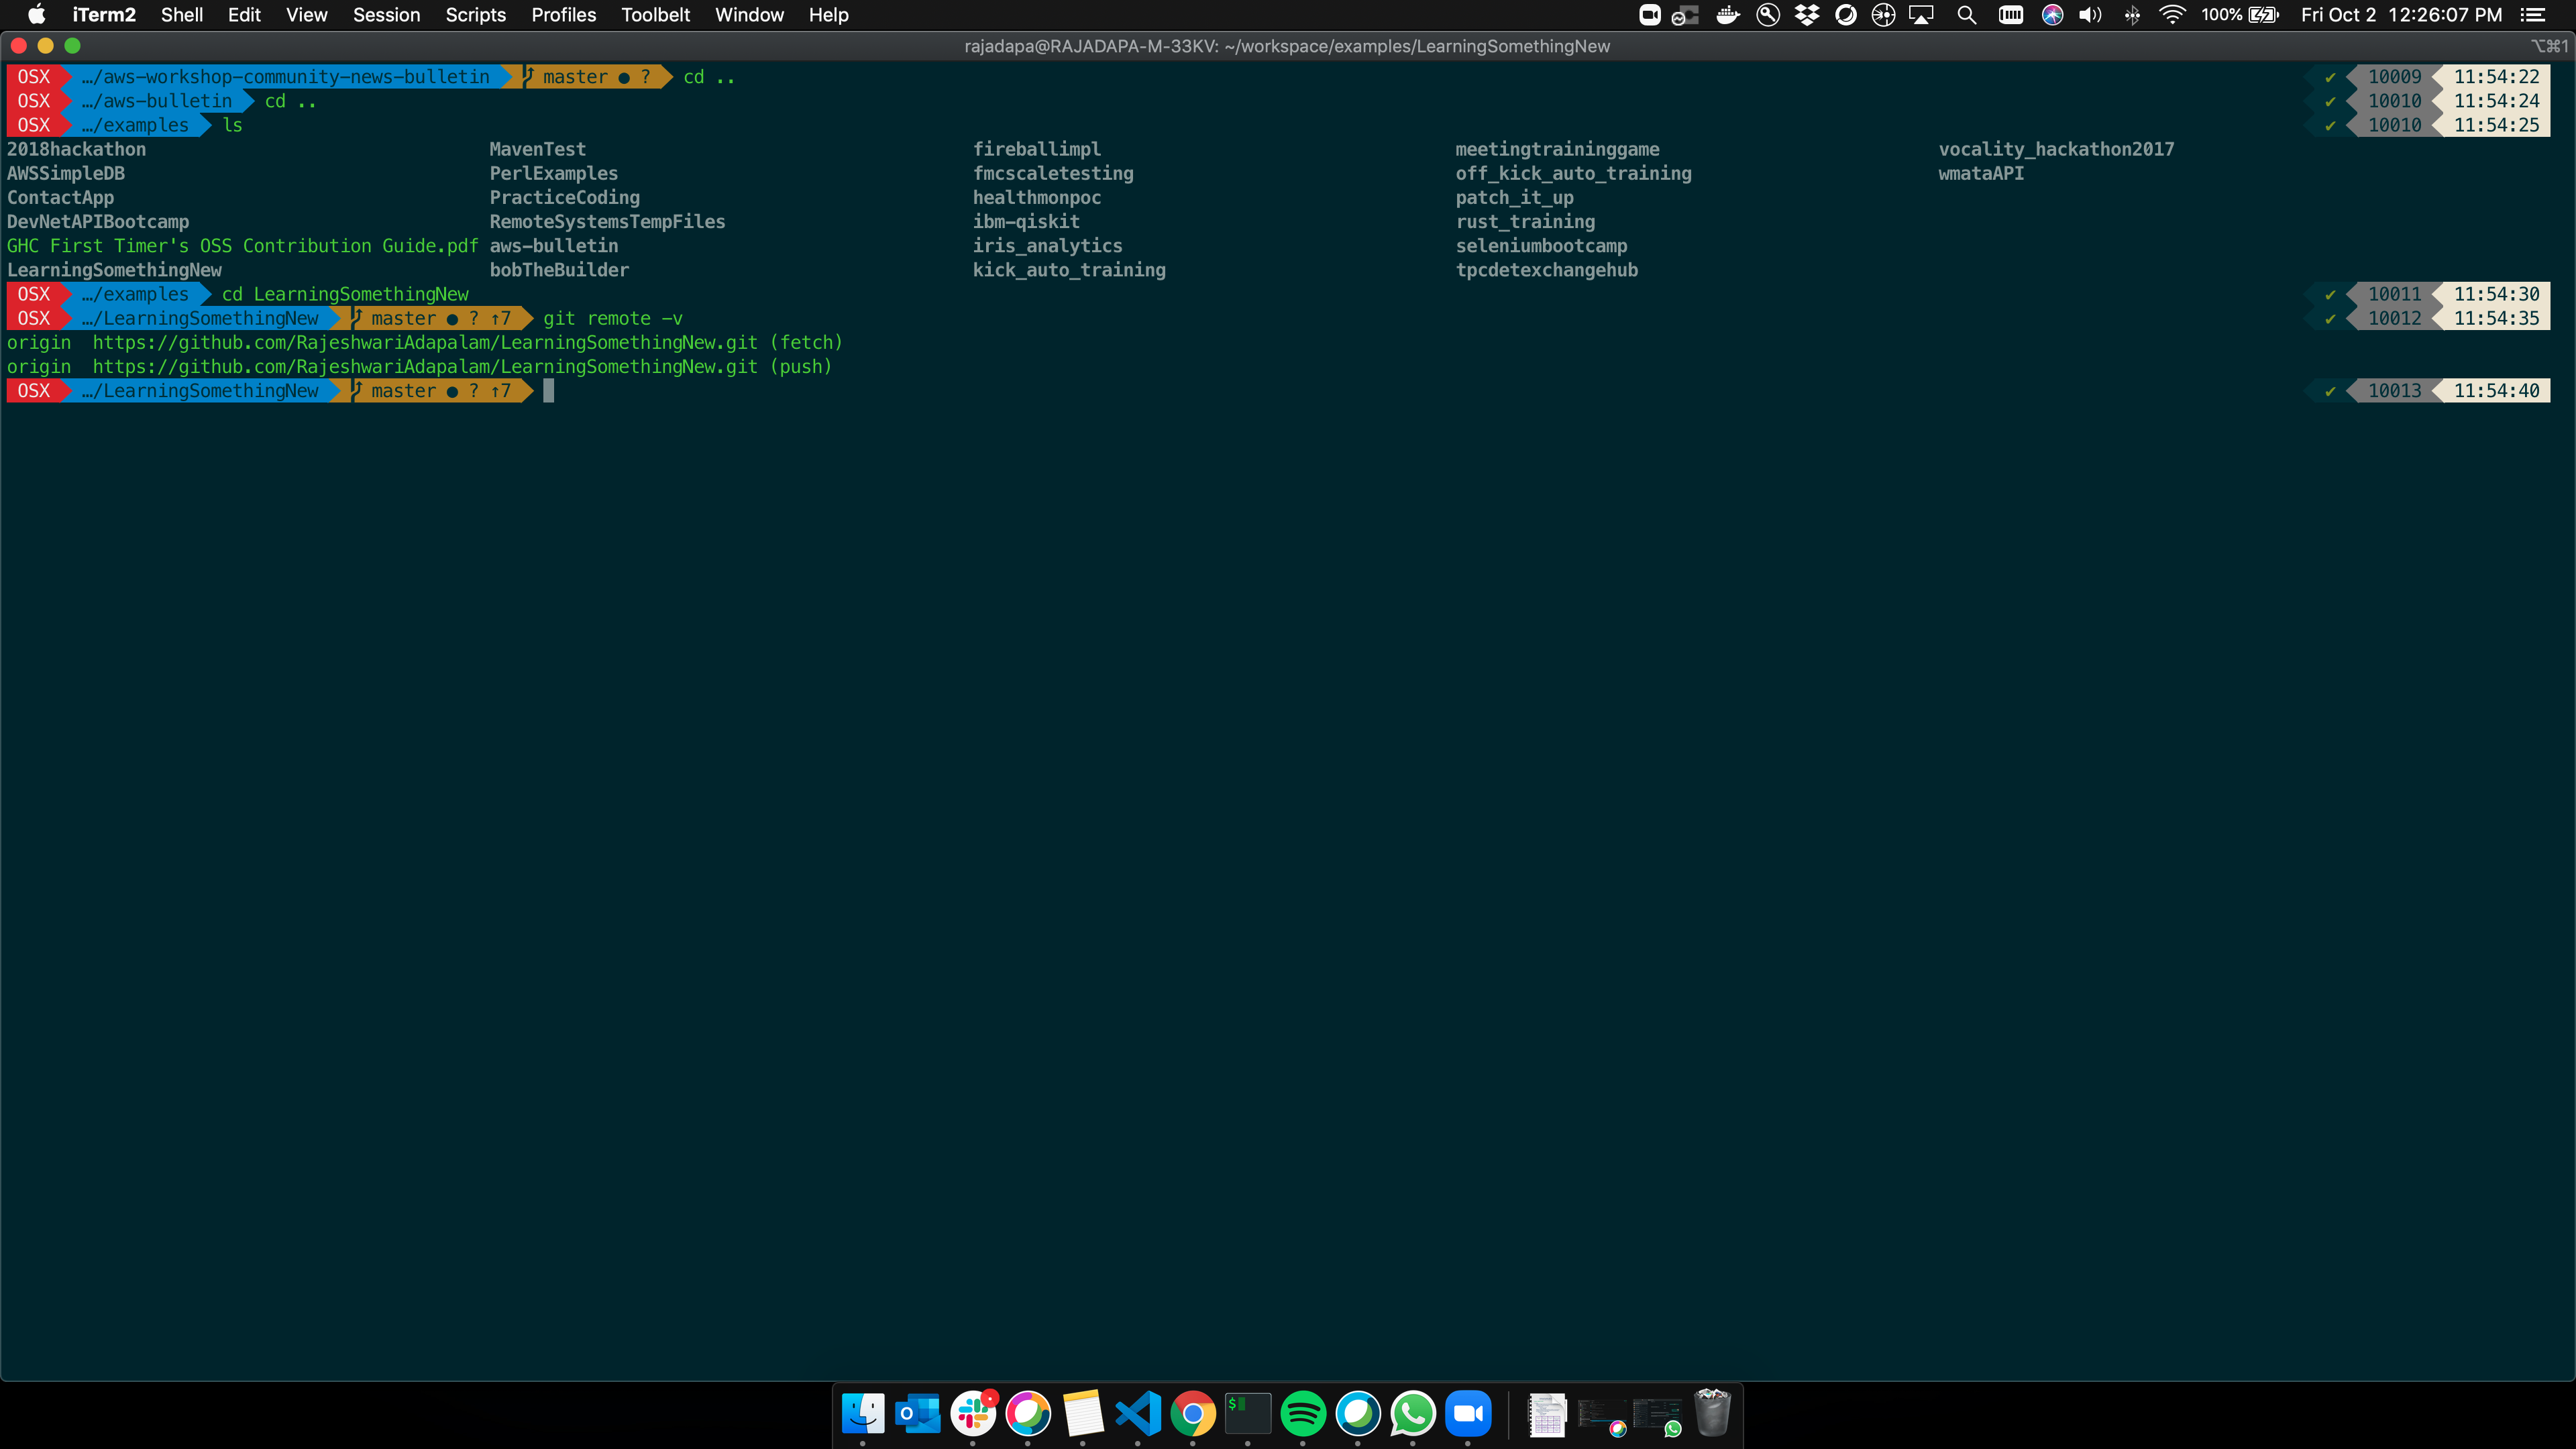 iTerm2 Shell Edit View Session Scripts Profiles Toolbelt Window Help 100% Fri Oct 2 12:26:07 PM
rajadapa@RAJADAPA-M-33KV: ~/workspace/examples/LearningSomethingNew ⌥⌘1
OSX …/aws-workshop-community-news-bulletin master ● ? cd .. ✔ 10009 11:54:22
OSX …/aws-bulletin cd .. ✔ 10010 11:54:24
OSX …/examples ls ✔ 10010 11:54:25
2018hackathon MavenTest fireballimpl meetingtraininggame vocality_hackathon2017
AWSSimpleDB PerlExamples fmcscaletesting off_kick_auto_training wmataAPI
ContactApp PracticeCoding healthmonpoc patch_it_up
DevNetAPIBootcamp RemoteSystemsTempFiles ibm-qiskit rust_training
GHC First Timer's OSS Contribution Guide.pdf aws-bulletin iris_analytics seleniumbootcamp
LearningSomethingNew bobTheBuilder kick_auto_training tpcdetexchangehub
OSX …/examples cd LearningSomethingNew ✔ 10011 11:54:30
OSX …/LearningSomethingNew master ● ? ↑7 git remote -v ✔ 10012 11:54:35
origin https://github.com/RajeshwariAdapalam/LearningSomethingNew.git (fetch)
origin https://github.com/RajeshwariAdapalam/LearningSomethingNew.git (push)
OSX …/LearningSomethingNew master ● ? ↑7 ✔ 10013 11:54:40